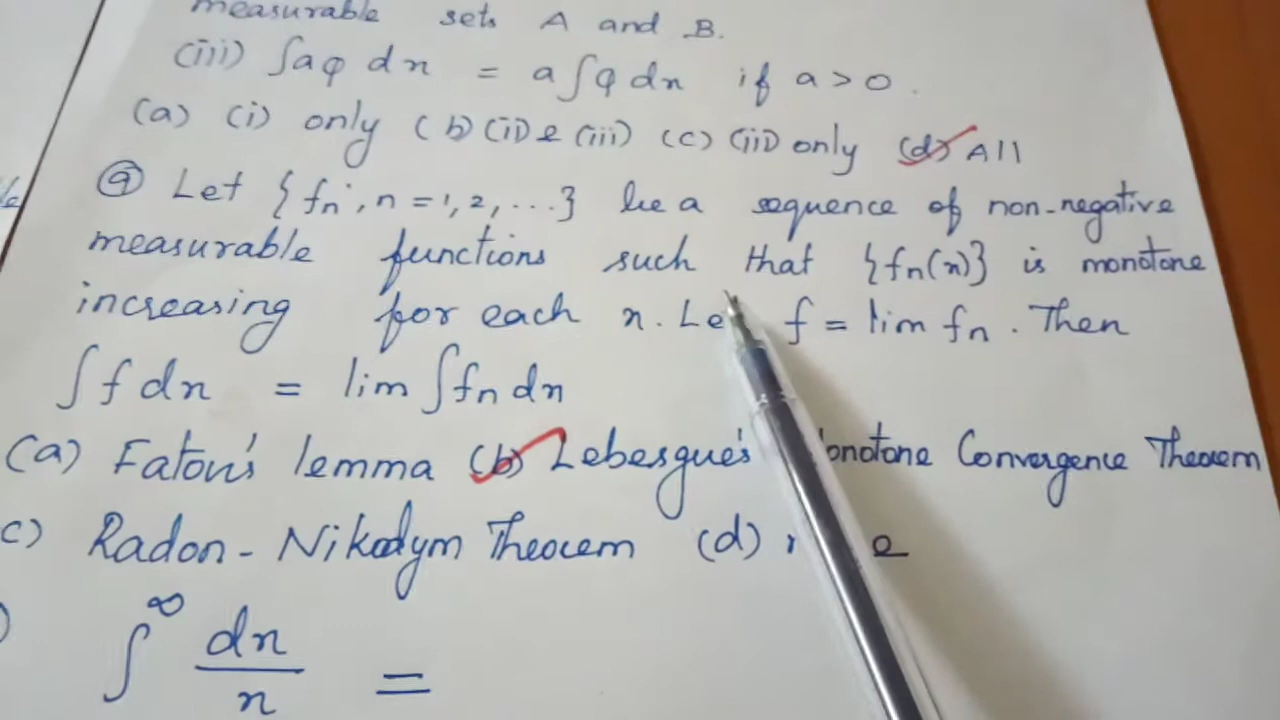 measurable sets A and B.
(iii) ∫aφ dx = a∫φ dx if a > 0.
(a) (i) only (b) (ii) & (iii) (c) (iii) only (d) All
⑨ Let {fn, n = 1, 2, ...} be a sequence of non-negative
measurable functions such that {fn(x)} is monotone
increasing for each x. Let f = lim fn. Then
∫f dx = lim ∫fn dx
(a) Fatou's lemma (b) Lebesgue's Monotone Convergence Theorem
c) Radon-Nikodym Theorem (d)
∫^∞ dx/x =